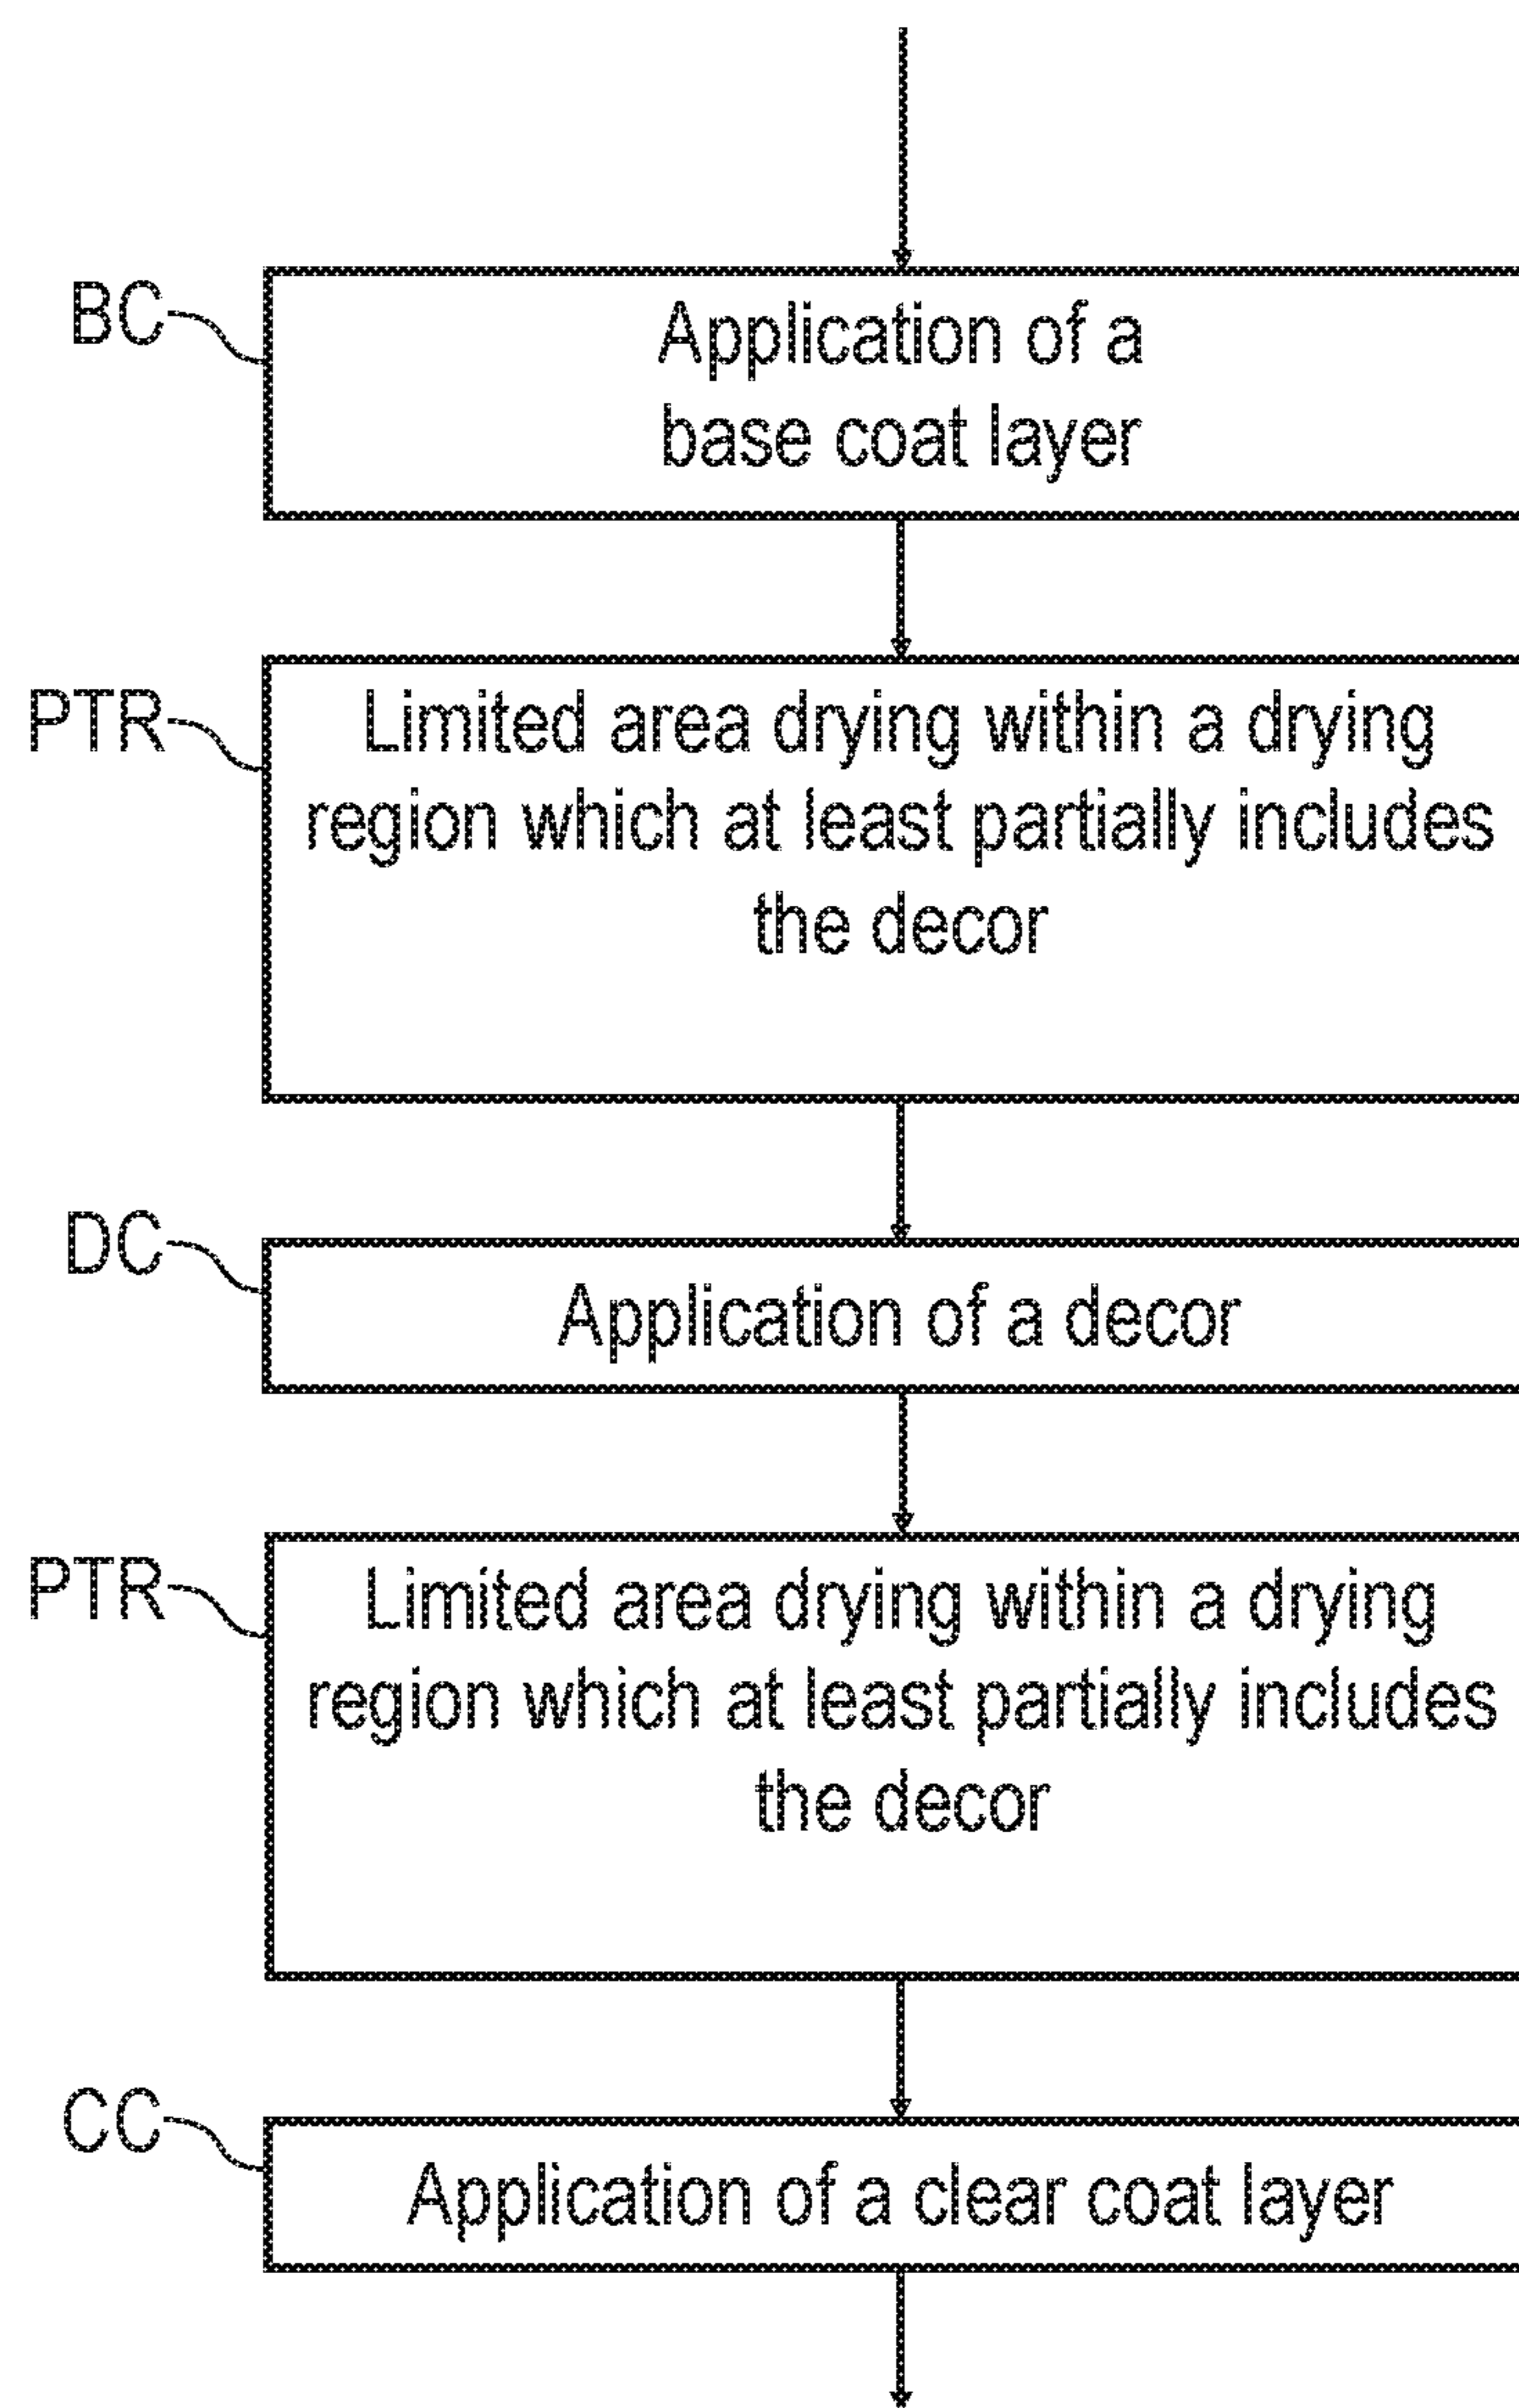 BC
Application of a
base coat layer
PTR
Limited area drying within a drying
region which at least partially includes
the decor
DC
Application of a decor
PTR
Limited area drying within a drying
region which at least partially includes
the decor
CC
Application of a clear coat layer